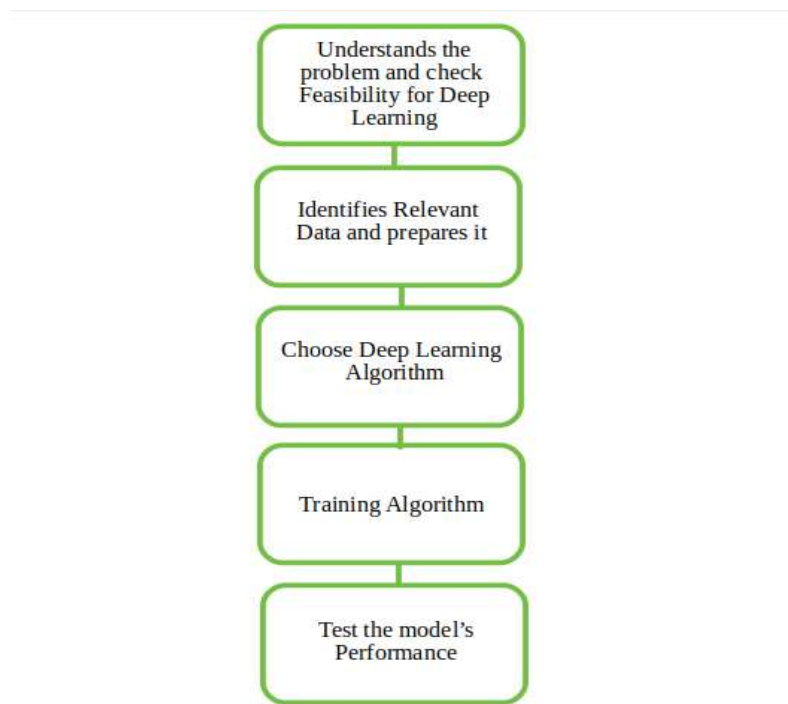 Understands the
problem and check
Feasibility for Deep
Learning
Identifies Relevant
Data and prepares it
Choose Deep Learning
Algorithm
Training Algorithm
Test the model’s
Performance